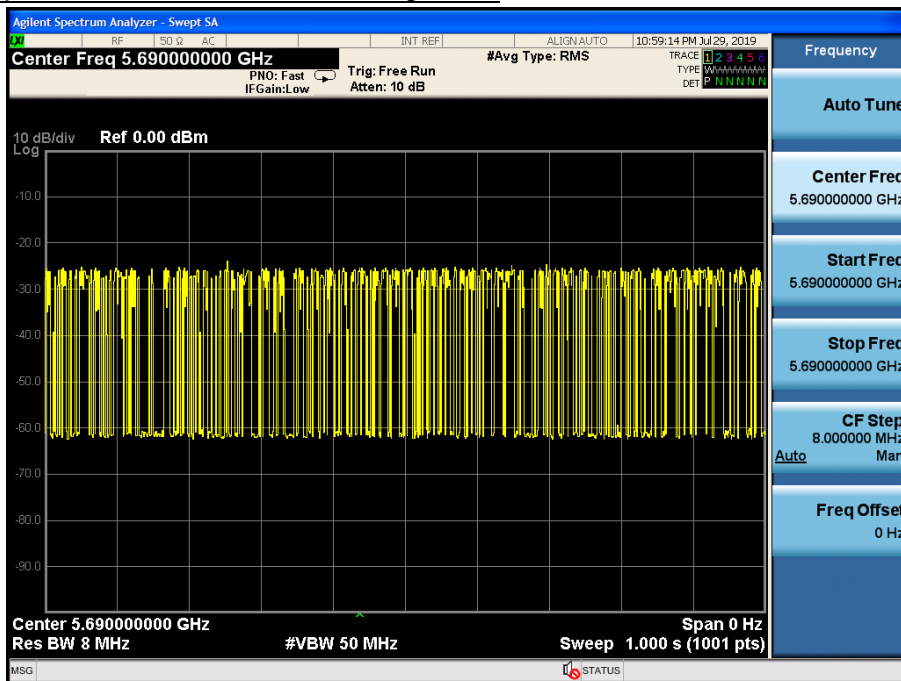 Agilent Spectrum Analyzer - Swept SA
LXI RF 50 Ω AC INT REF ALIGNAUTO 10:59:14 PM Jul 29, 2019
Center Freq 5.690000000 GHz
#Avg Type: RMS
TRACE 1 2 3 4 5 6
PNO: Fast
IFGain:Low
Trig: Free Run
Atten: 10 dB
TYPE
DET P N N N N N
10 dB/div Ref 0.00 dBm
Log
-10.0
-20.0
-30.0
-40.0
-50.0
-60.0
-70.0
-80.0
-90.0
Center 5.690000000 GHz Span 0 Hz
Res BW 8 MHz #VBW 50 MHz Sweep 1.000 s (1001 pts)
MSG STATUS
Frequency
Auto Tune
Center Freq
5.690000000 GHz
Start Freq
5.690000000 GHz
Stop Freq
5.690000000 GHz
CF Step
8.000000 MHz
Auto Man
Freq Offset
0 Hz